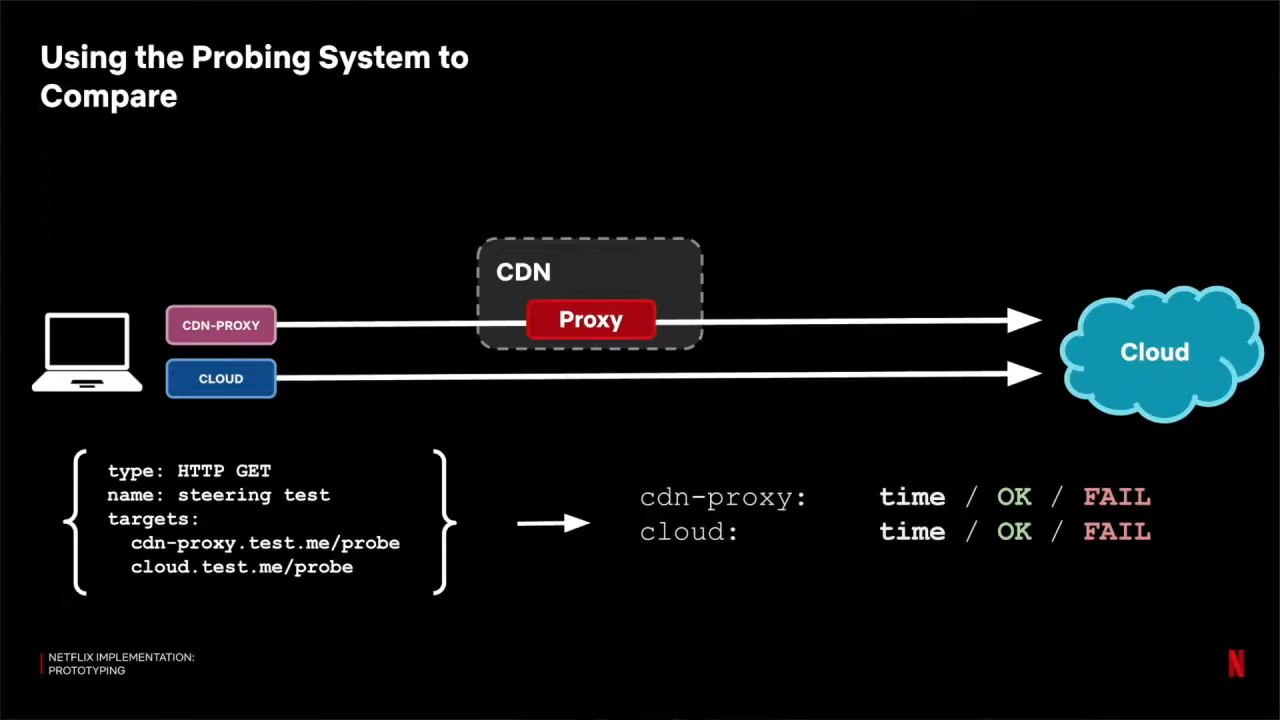 Using the Probing System to
Compare
CDN
CDN-PROXY
Proxy
CLOUD
Cloud
type: HTTP GET
name: steering test
targets:
cdn-proxy.test.me/probe
cloud.test.me/probe
cdn-proxy: time / OK / FAIL
cloud: time / OK / FAIL
NETFLIX IMPLEMENTATION:
PROTOTYPING
N